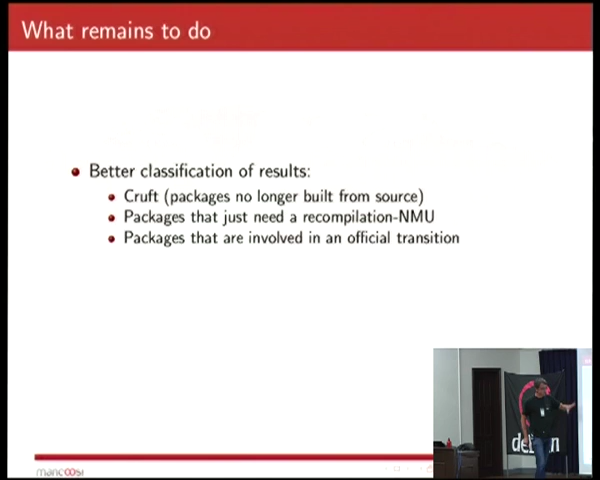 What remains to do
Better classification of results:
Cruft (packages no longer built from source)
Packages that just need a recompilation-NMU
Packages that are involved in an official transition
mancoosi